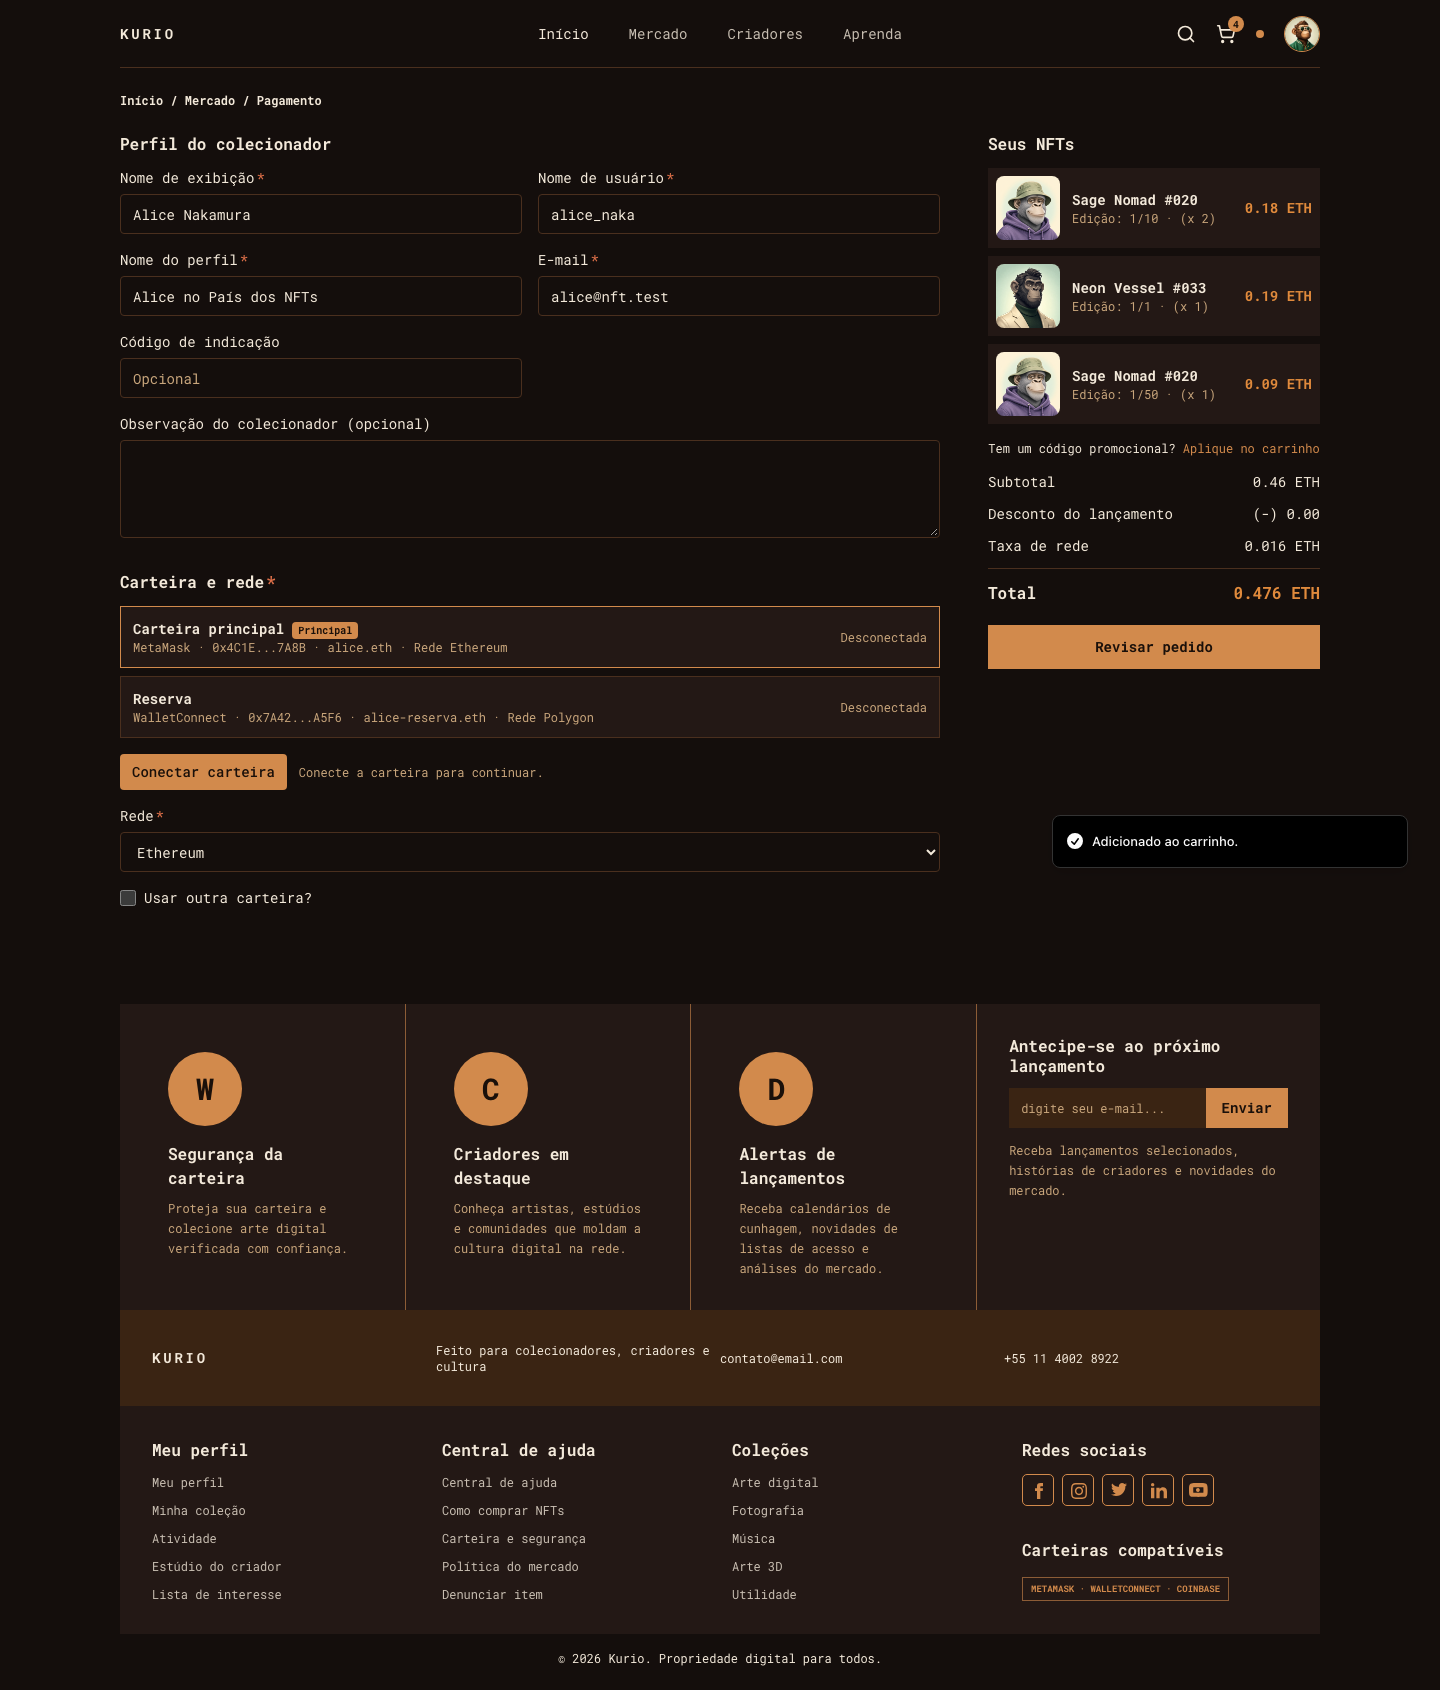 KURIO
Início
Mercado
Criadores
Aprenda
4
Início / Mercado / Pagamento
Perfil do colecionador
Nome de exibição*
Nome de usuário*
Alice Nakamura
alice_naka
Nome do perfil*
E-mail*
Alice no País dos NFTs
alice@nft.test
Código de indicação
Opcional
Observação do colecionador (opcional)
Carteira e rede*
Carteira principal Principal
MetaMask · 0x4C1E...7A8B · alice.eth · Rede Ethereum
Desconectada
Reserva
WalletConnect · 0x7A42...A5F6 · alice-reserva.eth · Rede Polygon
Desconectada
Conectar carteira
Conecte a carteira para continuar.
Rede*
Ethereum
Usar outra carteira?
Seus NFTs
Sage Nomad #020
Edição: 1/10 · (x 2)
0.18 ETH
Neon Vessel #033
Edição: 1/1 · (x 1)
0.19 ETH
Sage Nomad #020
Edição: 1/50 · (x 1)
0.09 ETH
Tem um código promocional? Aplique no carrinho
Subtotal
0.46 ETH
Desconto do lançamento
(-) 0.00
Taxa de rede
0.016 ETH
Total
0.476 ETH
Revisar pedido
Adicionado ao carrinho.
W
Segurança da
carteira
Proteja sua carteira e
colecione arte digital
verificada com confiança.
C
Criadores em
destaque
Conheça artistas, estúdios
e comunidades que moldam a
cultura digital na rede.
D
Alertas de
lançamentos
Receba calendários de
cunhagem, novidades de
listas de acesso e
análises do mercado.
Antecipe-se ao próximo
lançamento
digite seu e-mail...
Enviar
Receba lançamentos selecionados,
histórias de criadores e novidades do
mercado.
KURIO
Feito para colecionadores, criadores e
cultura
contato@email.com
+55 11 4002 8922
Meu perfil
Meu perfil
Minha coleção
Atividade
Estúdio do criador
Lista de interesse
Central de ajuda
Central de ajuda
Como comprar NFTs
Carteira e segurança
Política do mercado
Denunciar item
Coleções
Arte digital
Fotografia
Música
Arte 3D
Utilidade
Redes sociais
Carteiras compatíveis
METAMASK · WALLETCONNECT · COINBASE
© 2026 Kurio. Propriedade digital para todos.